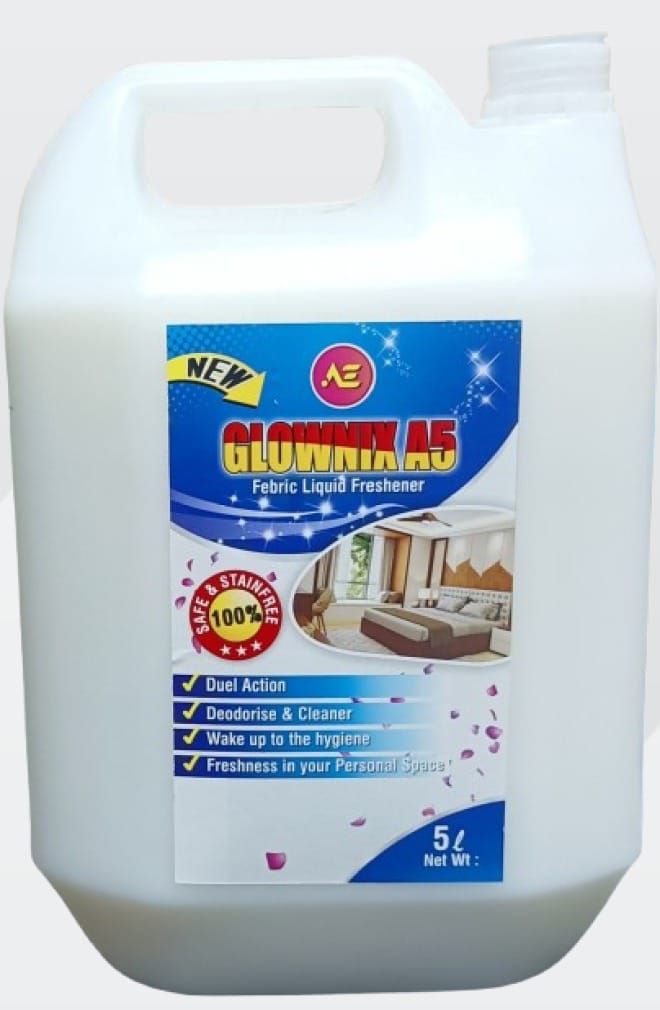 NEW
AE
GLOWNIX A5
Febric Liquid Freshener
SAFE & STAINFREE
100%
Duel Action
Deodorise & Cleaner
Wake up to the hygiene
Freshness in your Personal Space
5ℓ
Net Wt :